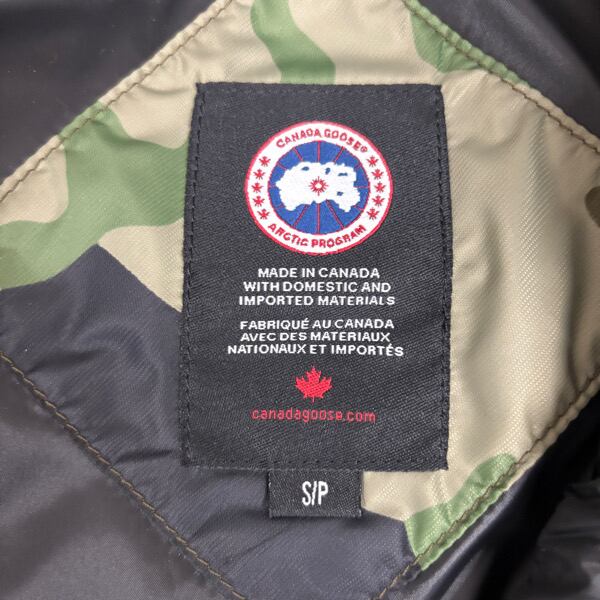 CANADA GOOSE®
ARCTIC PROGRAM
MADE IN CANADA
WITH DOMESTIC AND
IMPORTED MATERIALS
FABRIQUÉ AU CANADA
AVEC DES MATERIAUX
NATIONAUX ET IMPORTÉS
canadagoose.com
S/P